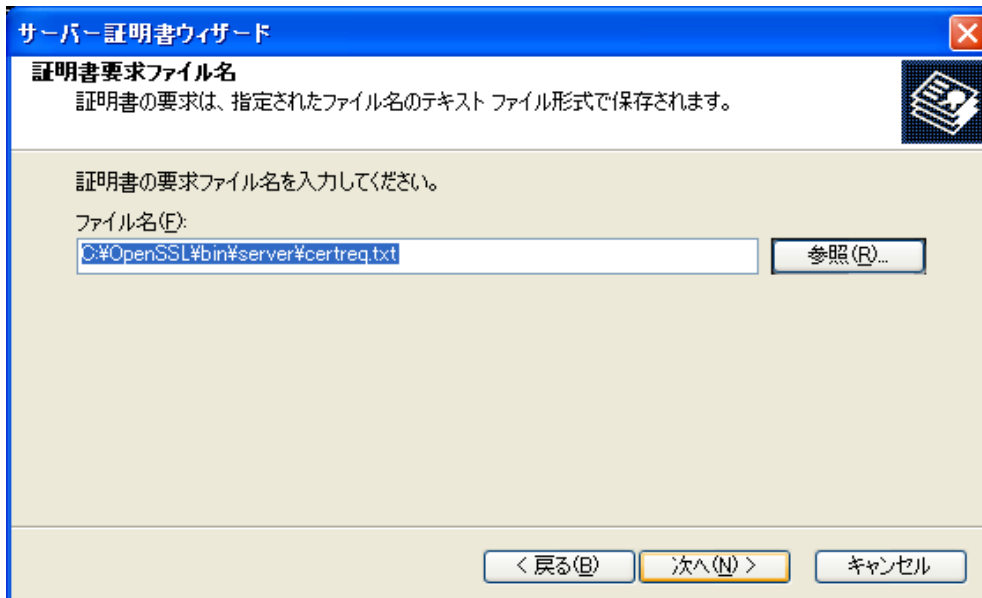 サーバー証明書ウィザード
証明書要求ファイル名
証明書の要求は、指定されたファイル名のテキスト ファイル形式で保存されます。
証明書の要求ファイル名を入力してください。
ファイル名(F):
C:¥OpenSSL¥bin¥server¥certreq.txt
参照(R)...
< 戻る(B)
次へ(N) >
キャンセル